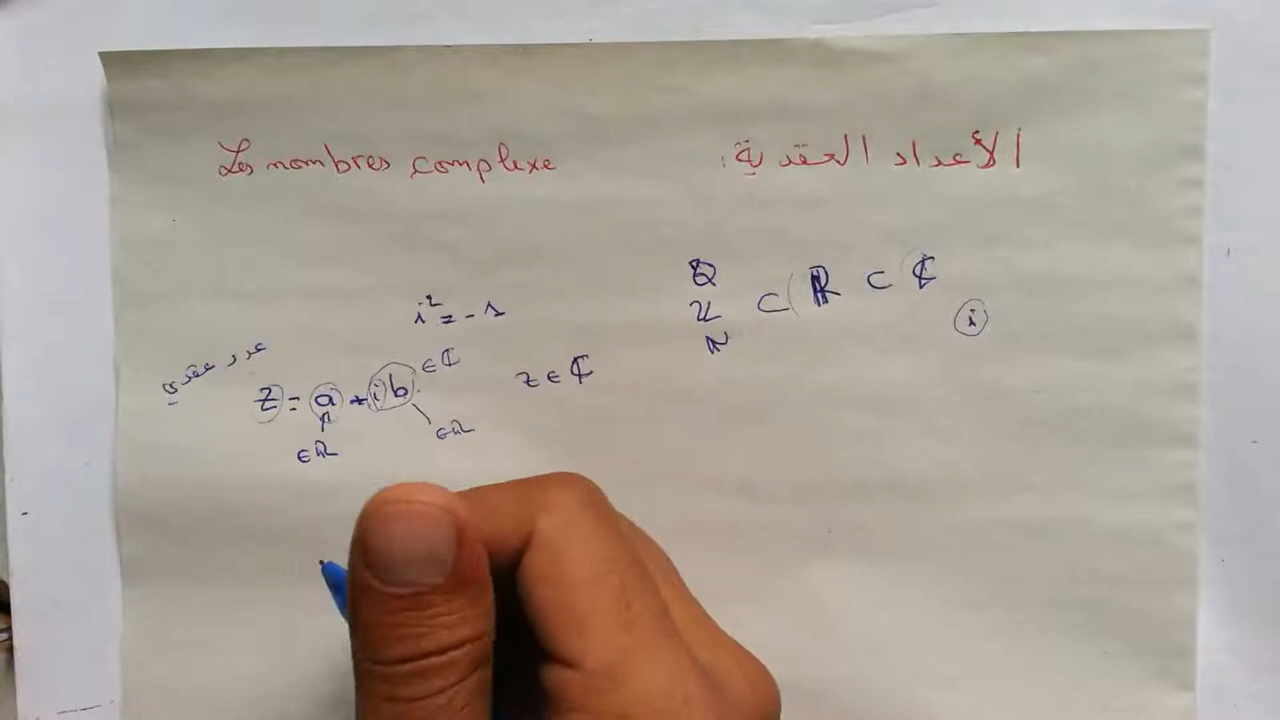 Les nombres complexe
الأعداد العقدية:
Q
Z ⊂ ℝ ⊂ ℂ
N
i
i² = -1
عدد عقدي
z = a + ib ∈ ℂ
∈ ℝ
∈ ℝ
z ∈ ℂ